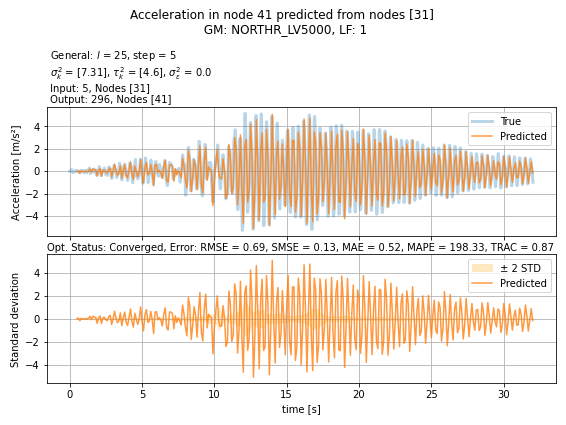 Acceleration in node 41 predicted from nodes [31]
GM: NORTHR_LV5000, LF: 1
General: l = 25, step = 5
σ²ₖ = [7.31], τ²ₖ = [4.6], σ²_ε = 0.0
Input: 5, Nodes [31]
Output: 296, Nodes [41]
Acceleration [m/s²]
4
2
0
−2
−4
True
Predicted
Opt. Status: Converged, Error: RMSE = 0.69, SMSE = 0.13, MAE = 0.52, MAPE = 198.33, TRAC = 0.87
Standard deviation
4
2
0
−2
−4
± 2 STD
Predicted
0 5 10 15 20 25 30
time [s]